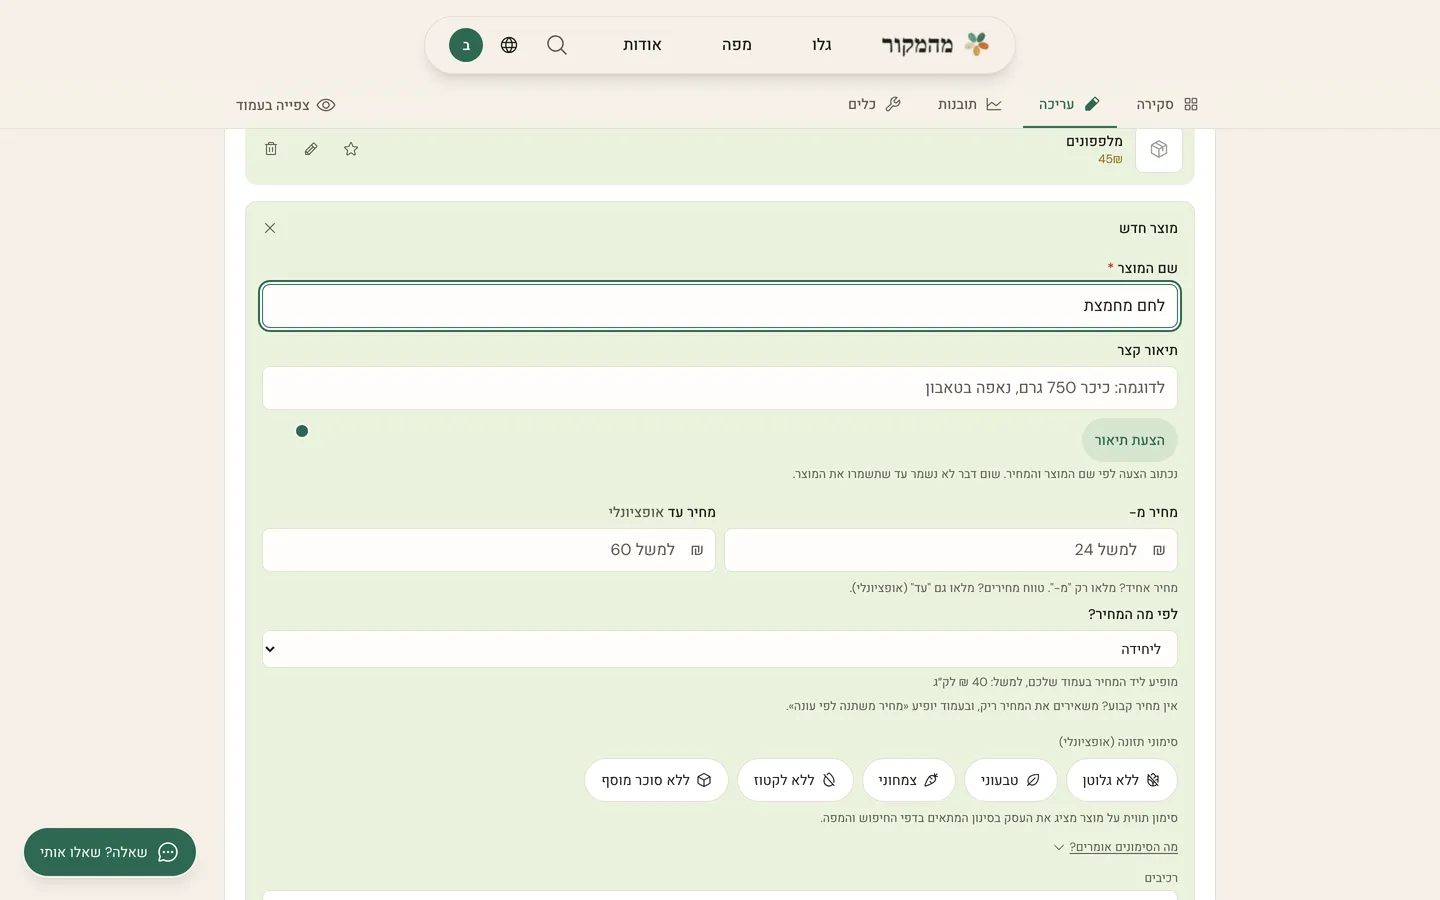 מהמקור
גלו
מפה
אודות
ב
סקירה
עריכה
תובנות
כלים
צפייה בעמוד
מלפפונים
45₪
מוצר חדש
שם המוצר *
לחם מחמצת
תיאור קצר
לדוגמה: כיכר 750 גרם, נאפה בטאבון
הצעת תיאור
נכתוב הצעה לפי שם המוצר והמחיר. שום דבר לא נשמר עד שתשמרו את המוצר.
מחיר מ-
מחיר עד אופציונלי
₪ למשל 24
₪ למשל 60
מחיר אחיד? מלאו רק "מ-". טווח מחירים? מלאו גם "עד" (אופציונלי).
לפי מה המחיר?
ליחידה
מופיע ליד המחיר בעמוד שלכם, למשל: 40 ₪ לק"ג
אין מחיר קבוע? משאירים את המחיר ריק, ובעמוד יופיע «מחיר משתנה לפי עונה».
סימוני תזונה (אופציונלי)
ללא גלוטן
טבעוני
צמחוני
ללא לקטוז
ללא סוכר מוסף
סימון תווית על מוצר מציג את העסק בסינון המתאים בדפי החיפוש והמפה.
מה הסימונים אומרים?
רכיבים
שאלה? שאלו אותי